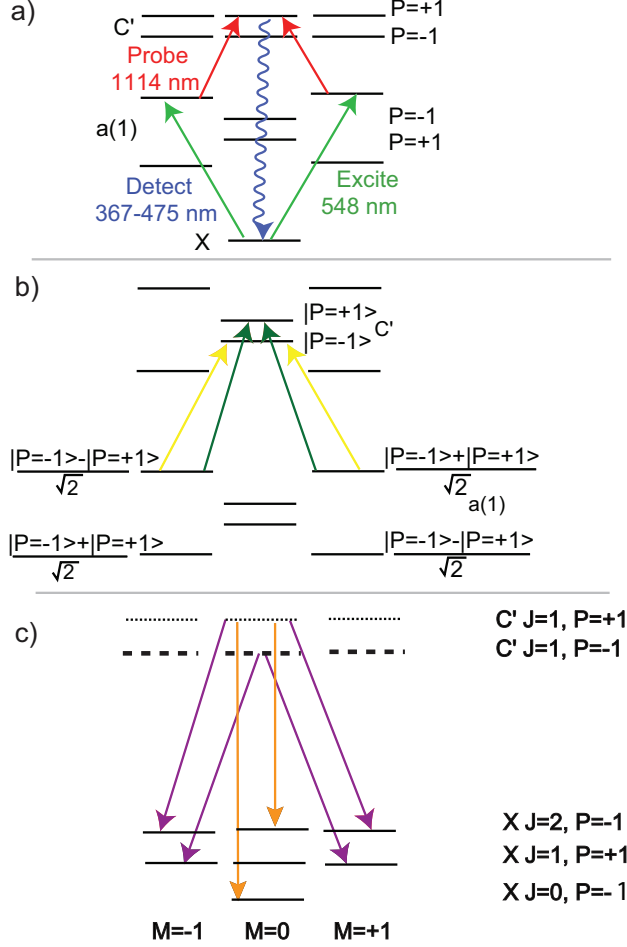 a)
P=+1
C'
P=-1
Probe
1114 nm
a(1)
P=-1
P=+1
Detect
367-475 nm
Excite
548 nm
X
b)
|P=+1>
C'
|P=-1>
|P=-1>-|P=+1>
√2
|P=-1>+|P=+1>
√2
a(1)
|P=-1>+|P=+1>
√2
|P=-1>-|P=+1>
√2
c)
C' J=1, P=+1
C' J=1, P=-1
X J=2, P=-1
X J=1, P=+1
X J=0, P=-1
M=-1 M=0 M=+1